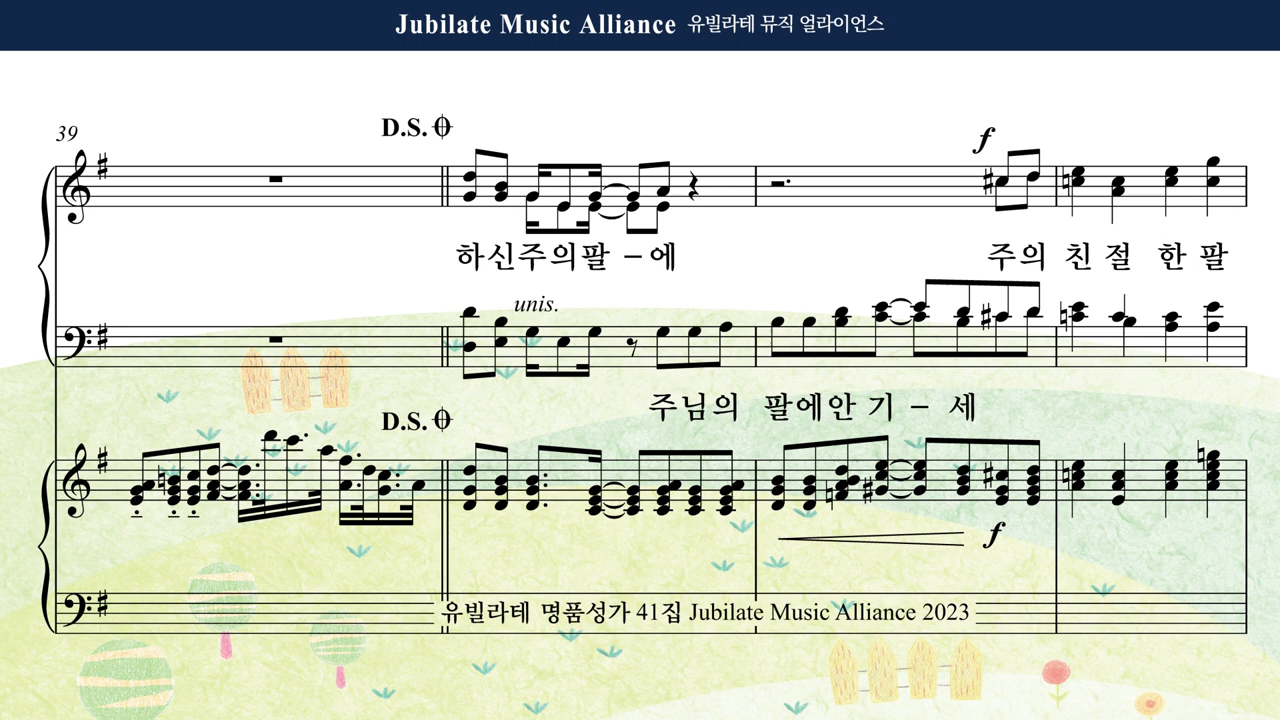 Jubilate Music Alliance 유빌라테 뮤직 얼라이언스
39
D.S.
f
하신주의팔 – 에 주의 친 절 한 팔
unis.
주님의 팔에안 기 – 세
D.S.
f
유빌라테 명품성가 41집 Jubilate Music Alliance 2023